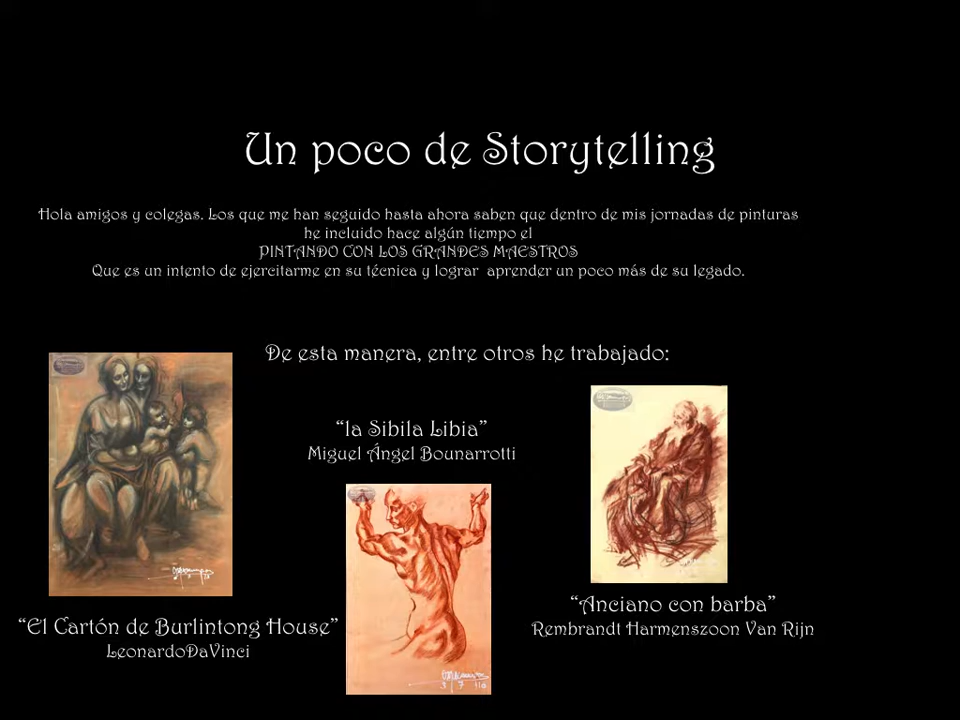 Un poco de Storytelling
Hola amigos y colegas. Los que me han seguido hasta ahora saben que dentro de mis jornadas de pinturas
he incluido hace algún tiempo el
PINTANDO CON LOS GRANDES MAESTROS
Que es un intento de ejercitarme en su técnica y lograr aprender un poco más de su legado.
De esta manera, entre otros he trabajado:
“la Sibila Libia”
Miguel Ángel Bounarrotti
“Anciano con barba”
Rembrandt Harmenszoon Van Rijn
“El Cartón de Burlintong House”
LeonardoDaVinci